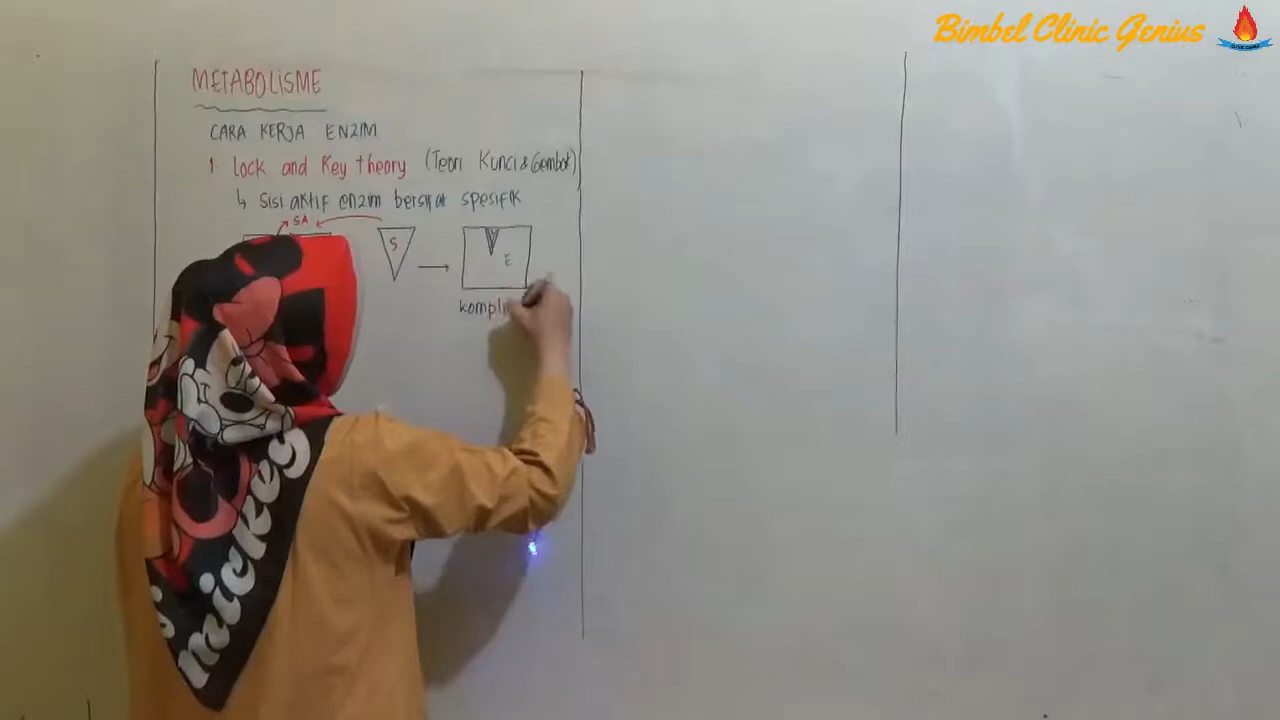 Bimbel Clinic Genius
METABOLISME
CARA KERJA ENZIM
1. Lock and Key theory (Teori Kunci & Gembok)
↳ Sisi aktif enzim bersifat spesifik
SA
S
E
mickey